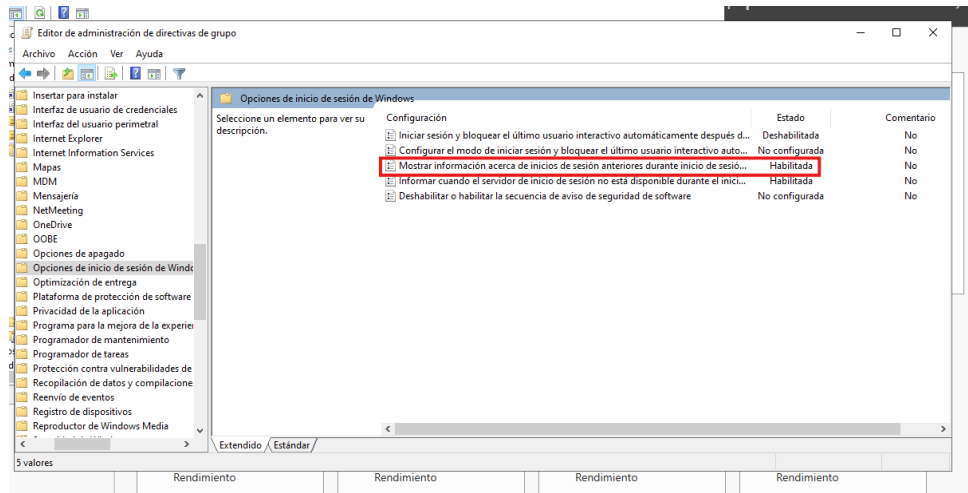 Editor de administración de directivas de grupo
Archivo Acción Ver Ayuda
Insertar para instalar
Interfaz de usuario de credenciales
Interfaz del usuario perimetral
Internet Explorer
Internet Information Services
Mapas
MDM
Mensajería
NetMeeting
OneDrive
OOBE
Opciones de apagado
Opciones de inicio de sesión de Windo
Optimización de entrega
Plataforma de protección de software
Privacidad de la aplicación
Programa para la mejora de la experien
Programador de mantenimiento
Programador de tareas
Protección contra vulnerabilidades de
Recopilación de datos y compilacione
Reenvío de eventos
Registro de dispositivos
Reproductor de Windows Media
Opciones de inicio de sesión de Windows
Seleccione un elemento para ver su
descripción.
Configuración Estado Comentario
Iniciar sesión y bloquear el último usuario interactivo automáticamente después d... Deshabilitada No
Configurar el modo de iniciar sesión y bloquear el último usuario interactivo auto... No configurada No
Mostrar información acerca de inicios de sesión anteriores durante inicio de sesió... Habilitada No
Informar cuando el servidor de inicio de sesión no está disponible durante el inici... Habilitada No
Deshabilitar o habilitar la secuencia de aviso de seguridad de software No configurada No
Extendido Estándar
5 valores
Rendimiento Rendimiento Rendimiento Rendimiento